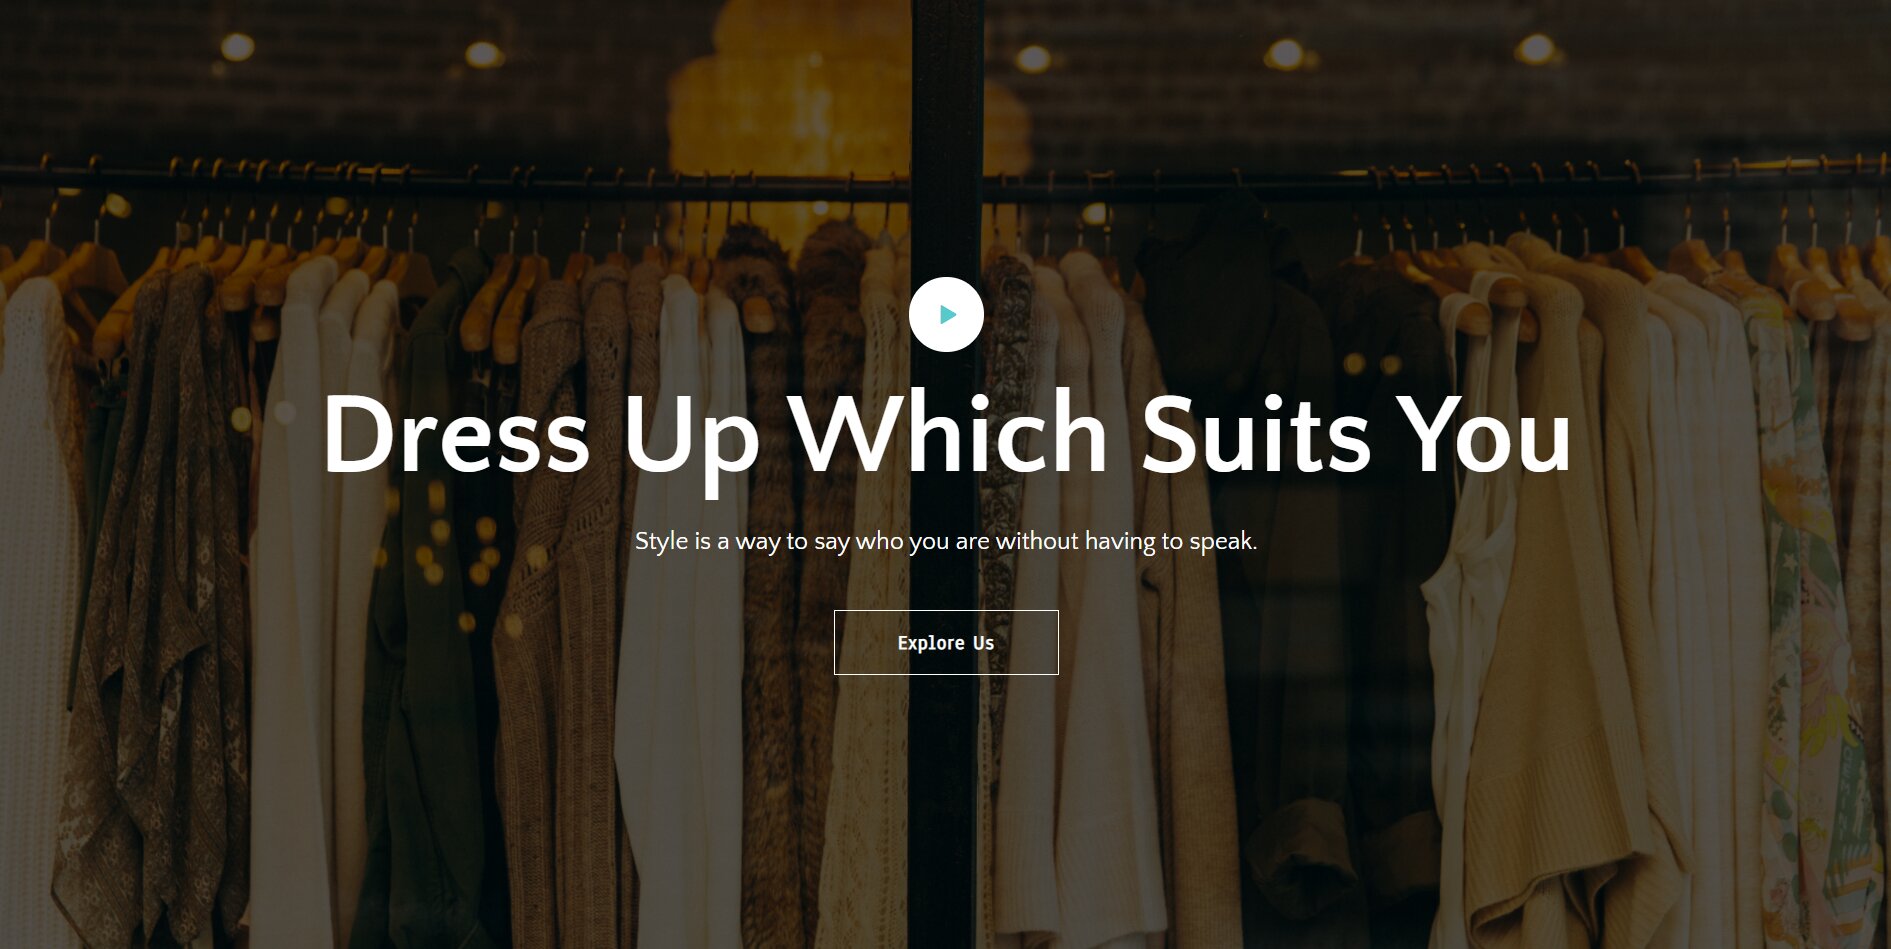 Dress Up Which Suits You
Style is a way to say who you are without having to speak.
Explore Us